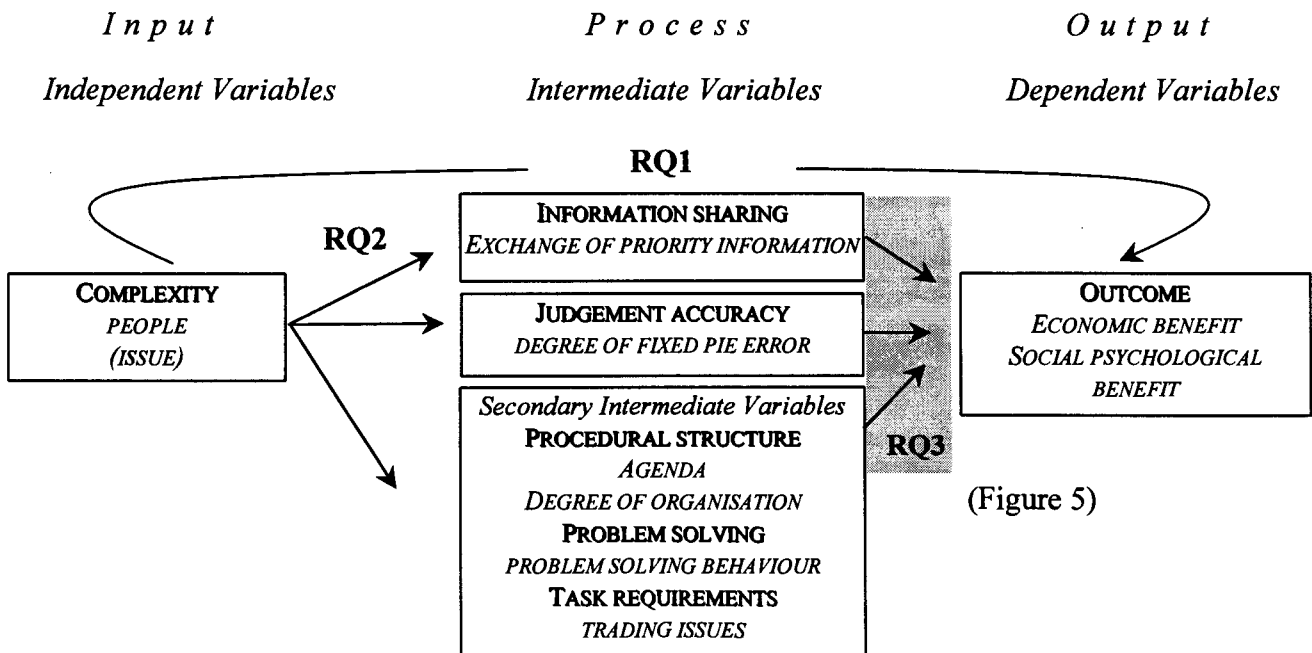 Input
Process
Output
Independent Variables
Intermediate Variables
Dependent Variables
RQ1
RQ2
COMPLEXITY
PEOPLE
(ISSUE)
INFORMATION SHARING
EXCHANGE OF PRIORITY INFORMATION
JUDGEMENT ACCURACY
DEGREE OF FIXED PIE ERROR
Secondary Intermediate Variables
PROCEDURAL STRUCTURE
AGENDA
DEGREE OF ORGANISATION
PROBLEM SOLVING
PROBLEM SOLVING BEHAVIOUR
TASK REQUIREMENTS
TRADING ISSUES
RQ3
OUTCOME
ECONOMIC BENEFIT
SOCIAL PSYCHOLOGICAL
BENEFIT
(Figure 5)